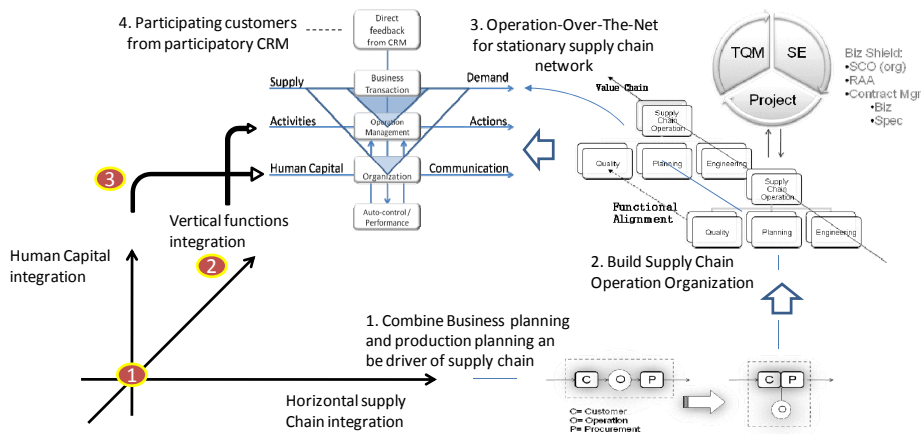 4. Participating customers
from participatory CRM
Direct
feedback
from CRM
3. Operation-Over-The-Net
for stationary supply chain
network
TQM
SE
Project
Biz Shield:
•SCO (org)
•RAA
•Contract Mgr
•Biz
•Spec
Supply
Business
Transaction
Demand
Activities
Operation
Management
Actions
Human Capital
Organization
Communication
Auto-control /
Performance
Value Chain
Supply
Chain
Operation
Quality
Planning
Engineering
Supply
Chain
Operation
Functional
Alignment
Quality
Planning
Engineering
3
Vertical functions
integration
2
Human Capital
integration
2. Build Supply Chain
Operation Organization
1. Combine Business planning
and production planning an
be driver of supply chain
1
Horizontal supply
Chain integration
C
O
P
C= Customer
O= Operation
P= Procurement
C
P
O